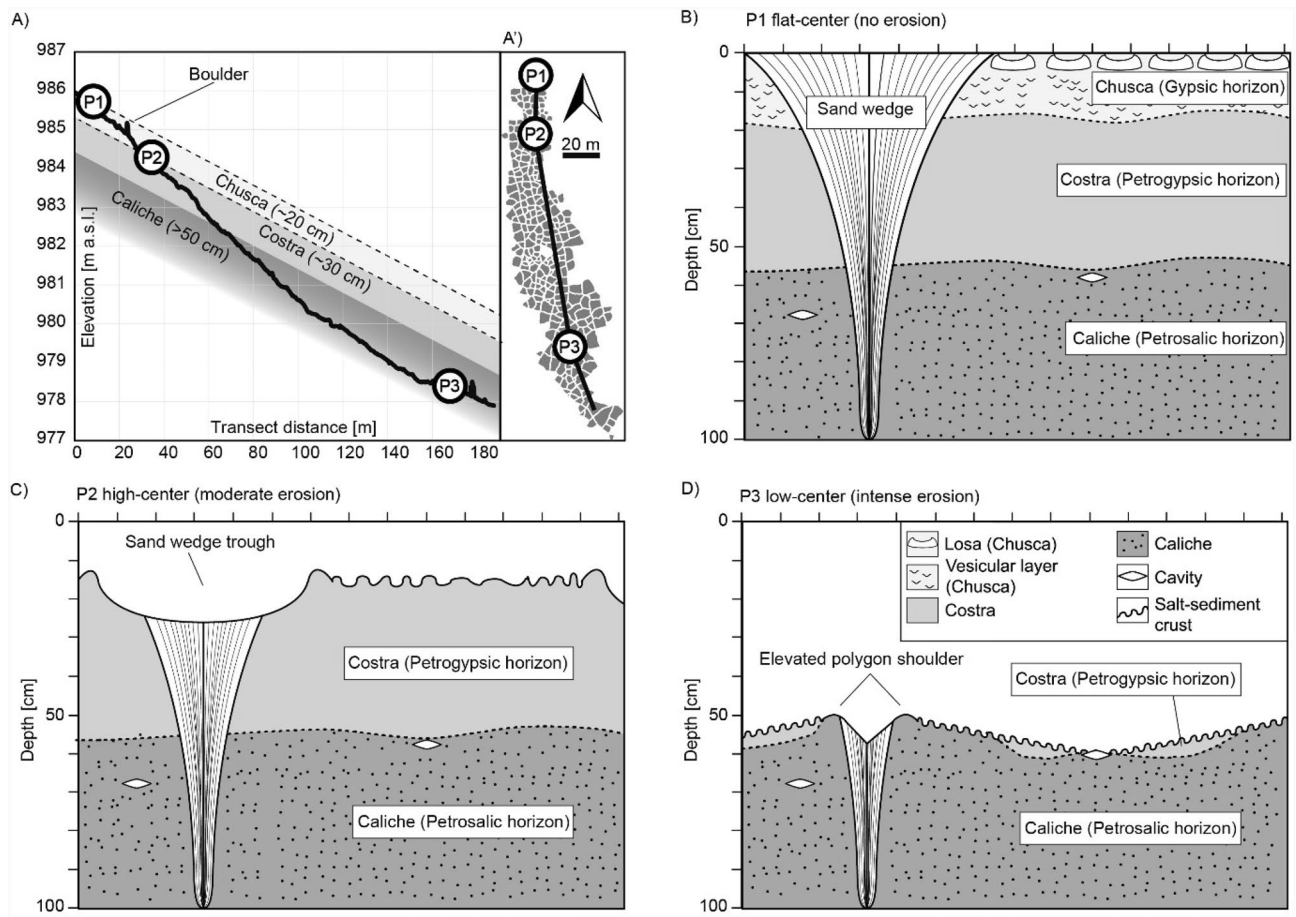 A)
987
986
985
984
983
982
981
980
979
978
977
Elevation [m a.s.l.]
Boulder
P1
P2
P3
Chusca (~20 cm)
Costra (~30 cm)
Caliche (>50 cm)
Transect distance [m]
0 20 40 60 80 100 120 140 160 180
A')
P1
P2
20 m
P3
B)
P1 flat-center (no erosion)
0
50
100
Depth [cm]
Sand wedge
Chusca (Gypsic horizon)
Costra (Petrogypsic horizon)
Caliche (Petrosalic horizon)
C)
P2 high-center (moderate erosion)
0
50
100
Depth [cm]
Sand wedge trough
Costra (Petrogypsic horizon)
Caliche (Petrosalic horizon)
D)
P3 low-center (intense erosion)
0
50
100
Depth [cm]
Losa (Chusca)
Vesicular layer
(Chusca)
Costra
Caliche
Cavity
Salt-sediment
crust
Elevated polygon shoulder
Costra (Petrogypsic horizon)
Caliche (Petrosalic horizon)